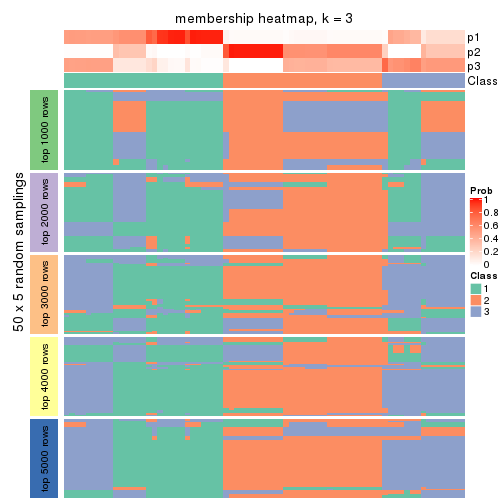 membership heatmap, k = 3
p1
p2
p3
Class
50 x 5 random samplings
top 1000 rows
top 2000 rows
top 3000 rows
top 4000 rows
top 5000 rows
Prob
1
0.8
0.6
0.4
0.2
0
Class
1
2
3